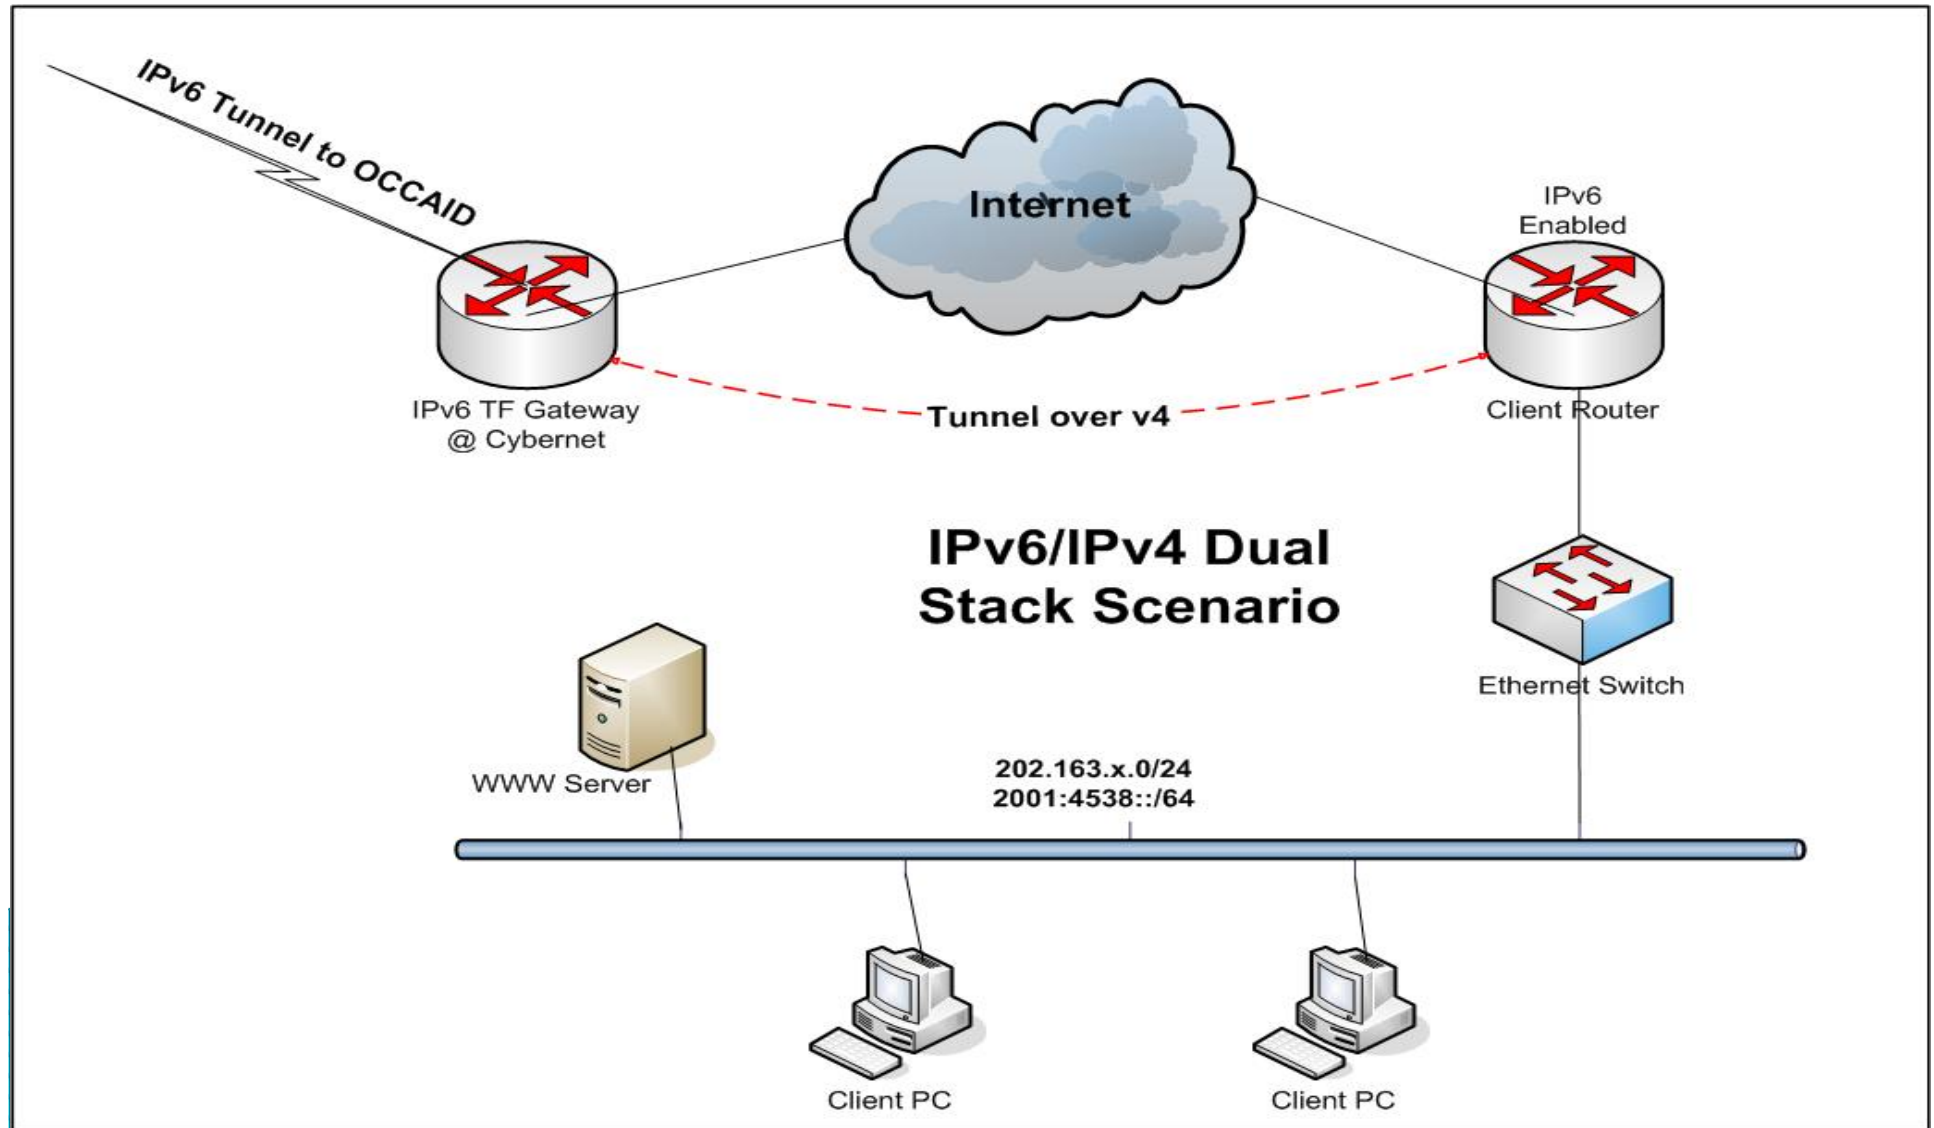 IPv6 Tunnel to OCCAID
Internet
IPv6
Enabled
IPv6 TF Gateway
@ Cybernet
Tunnel over v4
Client Router
IPv6/IPv4 Dual
Stack Scenario
Ethernet Switch
WWW Server
202.163.x.0/24
2001:4538::/64
Client PC
Client PC